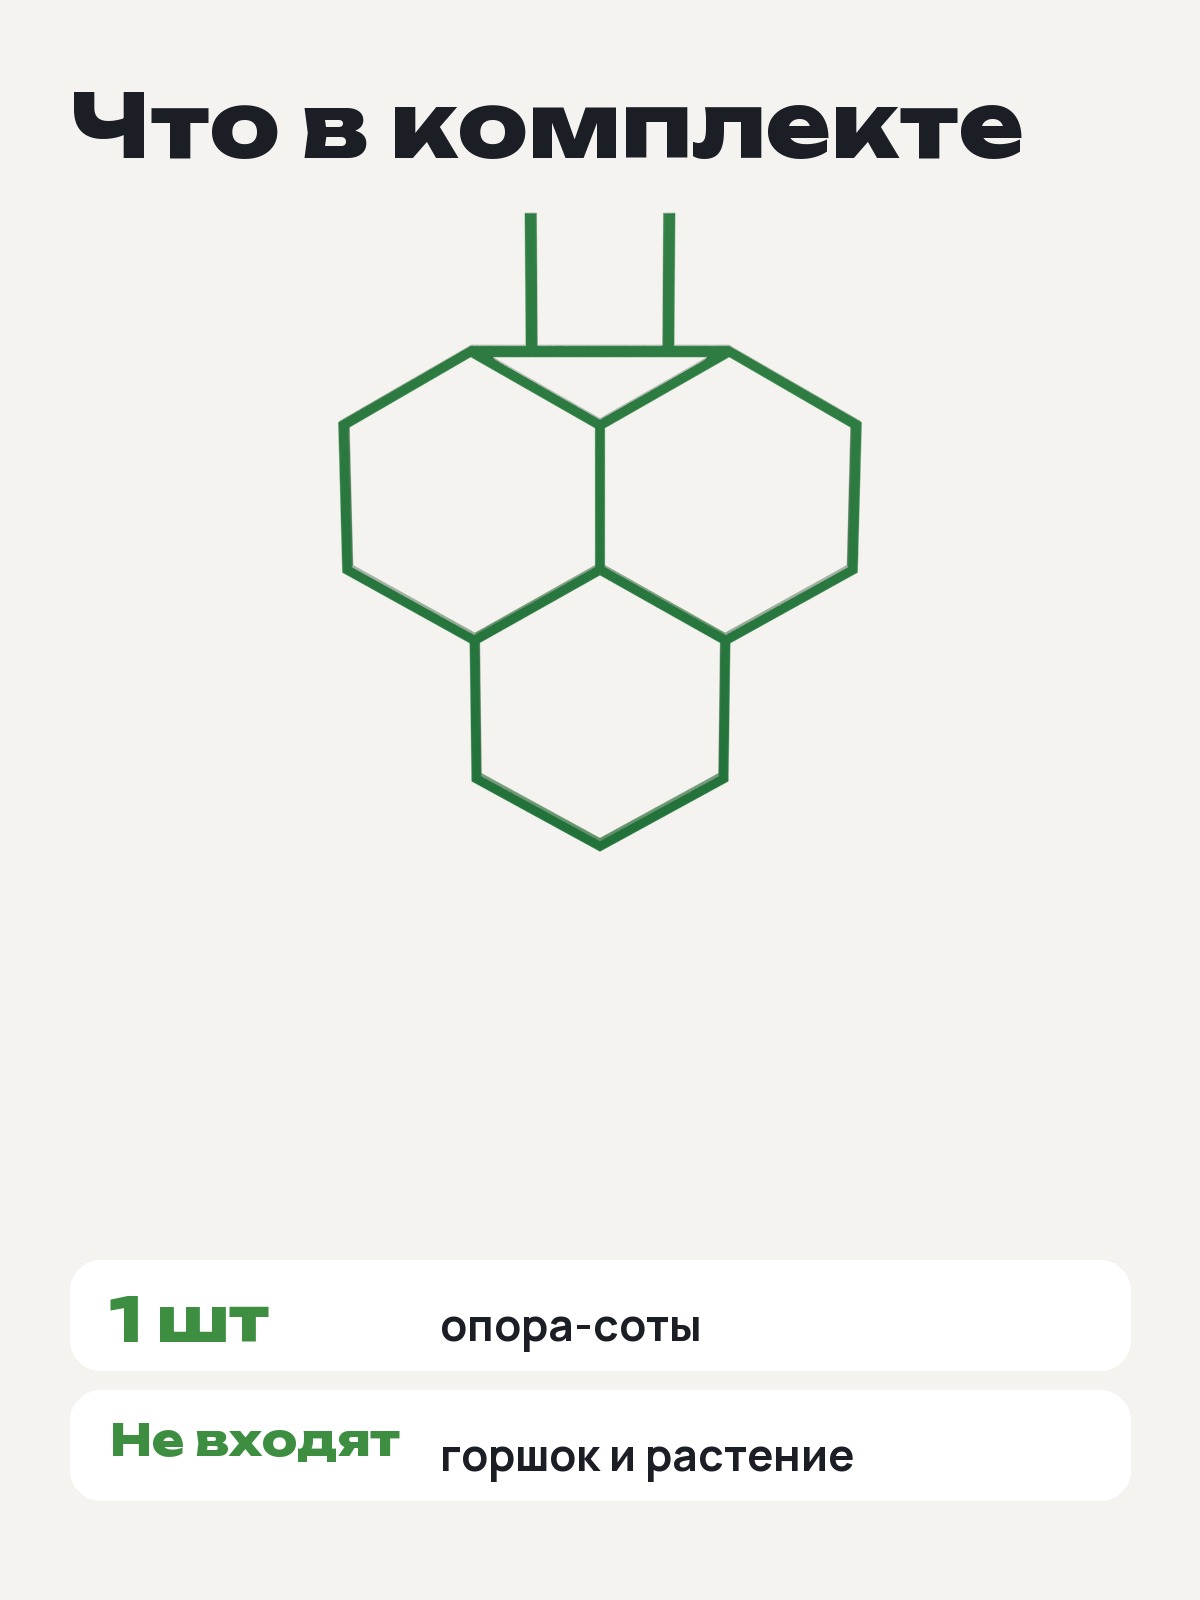 Что в комплекте
1 шт опора-соты
Не входят горшок и растение